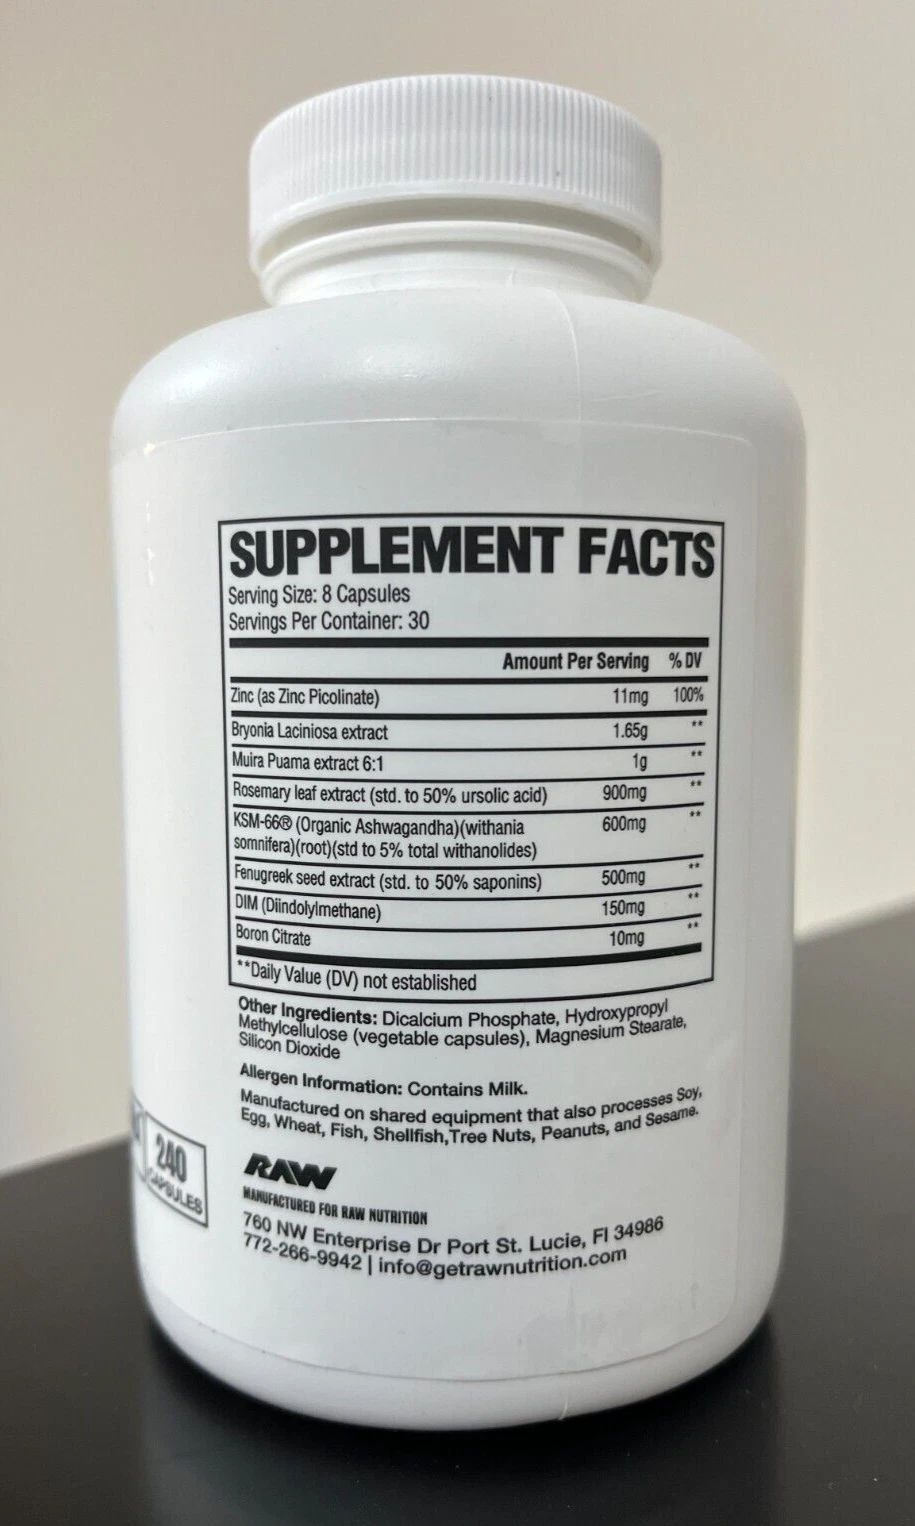 SUPPLEMENT FACTS
Serving Size: 8 Capsules
Servings Per Container: 30
Amount Per Serving % DV
Zinc (as Zinc Picolinate) 11mg 100%
Bryonia Laciniosa extract 1.65g **
Muira Puama extract 6:1 1g **
Rosemary leaf extract (std. to 50% ursolic acid) 900mg **
KSM-66® (Organic Ashwagandha)(withania 600mg **
somnifera)(root)(std to 5% total withanolides)
Fenugreek seed extract (std. to 50% saponins) 500mg **
DIM (Diindolylmethane) 150mg **
Boron Citrate 10mg **
**Daily Value (DV) not established
Other Ingredients: Dicalcium Phosphate, Hydroxypropyl
Methylcellulose (vegetable capsules), Magnesium Stearate,
Silicon Dioxide
Allergen Information: Contains Milk.
Manufactured on shared equipment that also processes Soy,
Egg, Wheat, Fish, Shellfish,Tree Nuts, Peanuts, and Sesame.
240
CAPSULES
RAW
MANUFACTURED FOR RAW NUTRITION
760 NW Enterprise Dr Port St. Lucie, Fl 34986
772-266-9942 | info@getrawnutrition.com